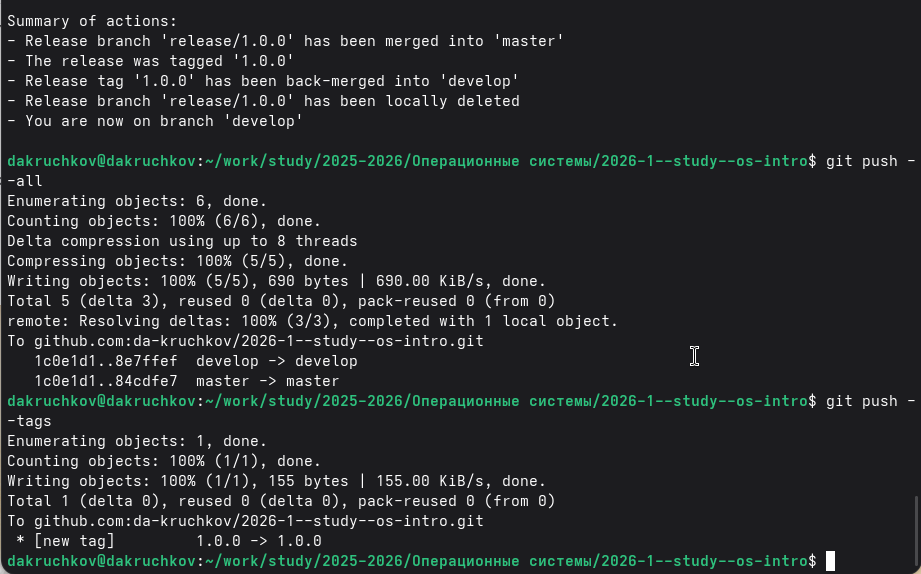 Summary of actions:
- Release branch 'release/1.0.0' has been merged into 'master'
- The release was tagged '1.0.0'
- Release tag '1.0.0' has been back-merged into 'develop'
- Release branch 'release/1.0.0' has been locally deleted
- You are now on branch 'develop'
dakruchkov@dakruchkov:~/work/study/2025-2026/Операционные системы/2026-1--study--os-intro$ git push -
-all
Enumerating objects: 6, done.
Counting objects: 100% (6/6), done.
Delta compression using up to 8 threads
Compressing objects: 100% (5/5), done.
Writing objects: 100% (5/5), 690 bytes | 690.00 KiB/s, done.
Total 5 (delta 3), reused 0 (delta 0), pack-reused 0 (from 0)
remote: Resolving deltas: 100% (3/3), completed with 1 local object.
To github.com:da-kruchkov/2026-1--study--os-intro.git
   1c0e1d1..8e7ffef  develop -> develop
   1c0e1d1..84cdfe7  master -> master
dakruchkov@dakruchkov:~/work/study/2025-2026/Операционные системы/2026-1--study--os-intro$ git push -
-tags
Enumerating objects: 1, done.
Counting objects: 100% (1/1), done.
Writing objects: 100% (1/1), 155 bytes | 155.00 KiB/s, done.
Total 1 (delta 0), reused 0 (delta 0), pack-reused 0 (from 0)
To github.com:da-kruchkov/2026-1--study--os-intro.git
 * [new tag]         1.0.0 -> 1.0.0
dakruchkov@dakruchkov:~/work/study/2025-2026/Операционные системы/2026-1--study--os-intro$